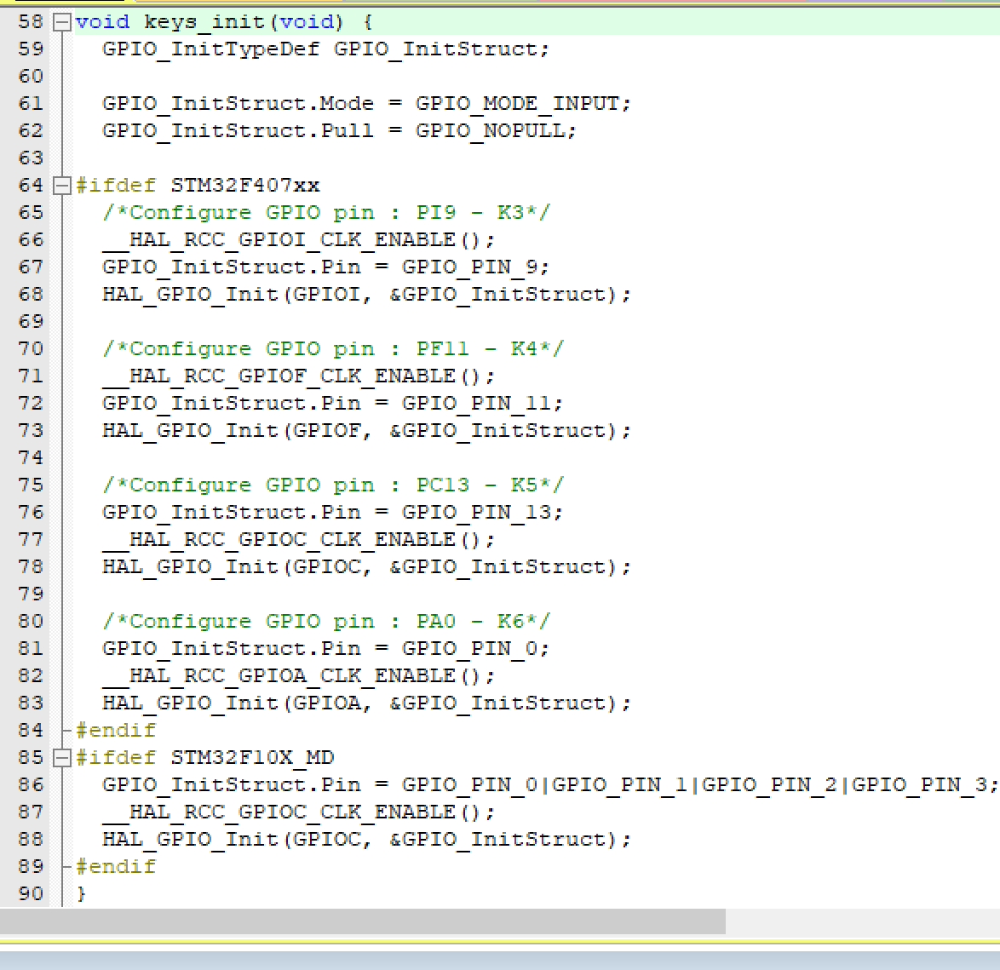 58 void keys_init(void) {
59   GPIO_InitTypeDef GPIO_InitStruct;
60
61   GPIO_InitStruct.Mode = GPIO_MODE_INPUT;
62   GPIO_InitStruct.Pull = GPIO_NOPULL;
63
64 #ifdef STM32F407xx
65   /*Configure GPIO pin : PI9 - K3*/
66   __HAL_RCC_GPIOI_CLK_ENABLE();
67   GPIO_InitStruct.Pin = GPIO_PIN_9;
68   HAL_GPIO_Init(GPIOI, &GPIO_InitStruct);
69
70   /*Configure GPIO pin : PF11 - K4*/
71   __HAL_RCC_GPIOF_CLK_ENABLE();
72   GPIO_InitStruct.Pin = GPIO_PIN_11;
73   HAL_GPIO_Init(GPIOF, &GPIO_InitStruct);
74
75   /*Configure GPIO pin : PC13 - K5*/
76   GPIO_InitStruct.Pin = GPIO_PIN_13;
77   __HAL_RCC_GPIOC_CLK_ENABLE();
78   HAL_GPIO_Init(GPIOC, &GPIO_InitStruct);
79
80   /*Configure GPIO pin : PA0 - K6*/
81   GPIO_InitStruct.Pin = GPIO_PIN_0;
82   __HAL_RCC_GPIOA_CLK_ENABLE();
83   HAL_GPIO_Init(GPIOA, &GPIO_InitStruct);
84 #endif
85 #ifdef STM32F10X_MD
86   GPIO_InitStruct.Pin = GPIO_PIN_0|GPIO_PIN_1|GPIO_PIN_2|GPIO_PIN_3;
87   __HAL_RCC_GPIOC_CLK_ENABLE();
88   HAL_GPIO_Init(GPIOC, &GPIO_InitStruct);
89 #endif
90 }